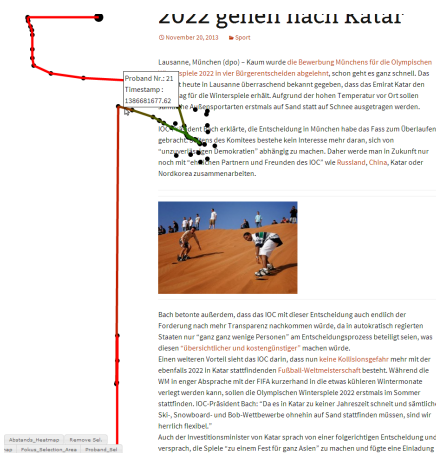 2022 gehen nach Katar
November 20, 2013 Sport
Lausanne, München (dpo) – Kaum wurde die Bewerbung Münchens für die Olympischen
spiele 2022 in vier Bürgerentscheiden abgelehnt, schon geht es ganz schnell. Das
t heute in Lausanne überraschend bekannt gegeben, dass das Emirat Katar den
ag für die Winterspiele erhält. Aufgrund der hohen Temperatur vor Ort sollen
Außensportarten erstmals auf Sand statt auf Schnee ausgetragen werden.
Proband Nr.: 21
Timestamp :
1386681677.62
IOC-Präsident Bach erklärte, die Entscheidung in München habe das Fass zum Überlaufen
gebracht. Seitens des Komitees bestehe kein Interesse mehr daran, sich von
"unzuverlässigen Demokratien" abhängig zu machen. Daher werde man in Zukunft nur
noch mit "ehrlichen Partnern und Freunden des IOC" wie Russland, China, Katar oder
Nordkorea zusammenarbeiten.
Bach betonte außerdem, dass das IOC mit dieser Entscheidung auch endlich der
Forderung nach mehr Transparenz nachkommen würde, da in autokratisch regierten
Staaten nur "ganz ganz wenige Personen" am Entscheidungsprozess beteiligt seien, was
diesen "übersichtlicher und kostengünstiger" machen würde.
Einen weiteren Vorteil sieht das IOC darin, dass nun keine Kollisionsgefahr mehr mit der
ebenfalls 2022 in Katar stattfindenden Fußball-Weltmeisterschaft besteht. Während die
WM in enger Absprache mit der FIFA kurzerhand in die etwas kühleren Wintermonate
verlegt werden kann, sollen die Olympischen Winterspiele 2022 erstmals im Sommer
stattfinden. IOC-Präsident Bach: "Da es in Katar zu keiner Jahreszeit schneit und sämtliche
Ski-, Snowboard- und Bob-Wettbewerbe ohnehin auf Sand stattfinden müssen, sind wir
herrlich flexibel."
Auch der Investitionsminister von Katar sprach von einer folgerichtigen Entscheidung und
versprach, die Spiele "zu einem Fest für ganz Asien" zu machen und fügte eine Einladung
Abstands_Heatmap Remove Sel.
map Fokus_Selection_Area Proband_Sel